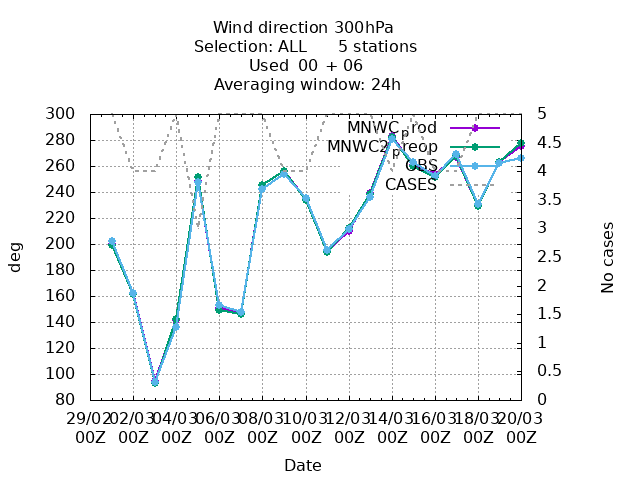 Wind direction 300hPa
Selection: ALL 5 stations
Used 00 + 06
Averaging window: 24h
300
280
260
240
220
200
180
160
140
120
100
80
deg
5
4.5
4
3.5
3
2.5
2
1.5
1
0.5
0
No cases
MNWC_prod
MNWC2_preop
OBS
CASES
29/02 02/03 04/03 06/03 08/03 10/03 12/03 14/03 16/03 18/03 20/03
00Z 00Z 00Z 00Z 00Z 00Z 00Z 00Z 00Z 00Z 00Z
Date